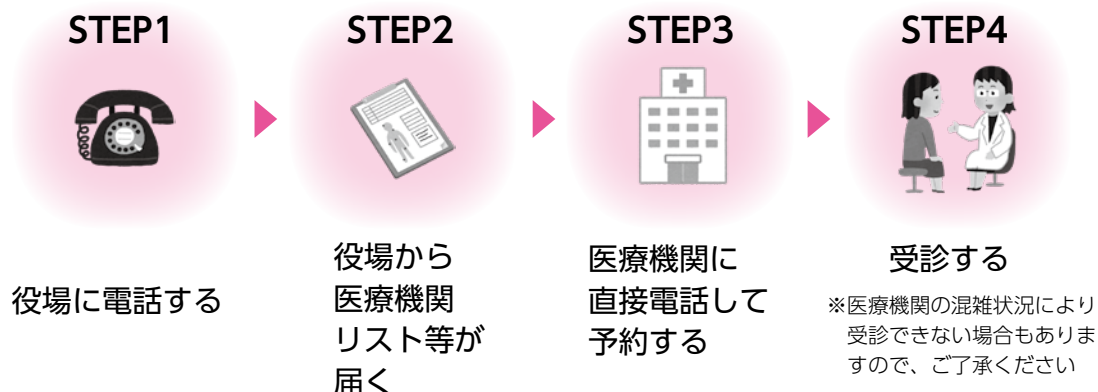 STEP1
役場に電話する
STEP2
役場から
医療機関
リスト等が
届く
STEP3
医療機関に
直接電話して
予約する
STEP4
受診する
※医療機関の混雑状況により
受診できない場合もありま
すので、ご了承ください